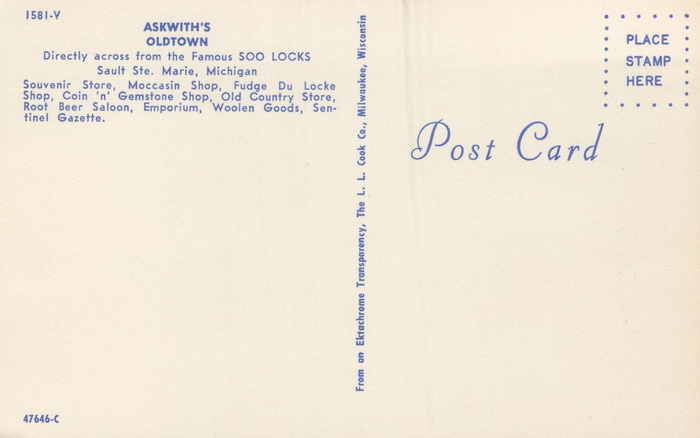 1581-V
ASKWITH'S
OLDTOWN
Directly across from the Famous SOO LOCKS
Sault Ste. Marie, Michigan
Souvenir Store, Moccasin Shop, Fudge Du Locke
Shop, Coin 'n' Gemstone Shop, Old Country Store,
Root Beer Saloon, Emporium, Woolen Goods, Sen-
tinel Gazette.
47646-C
From an Ektachrome Transparency, The L. L. Cook Co., Milwaukee, Wisconsin
PLACE
STAMP
HERE
Post Card